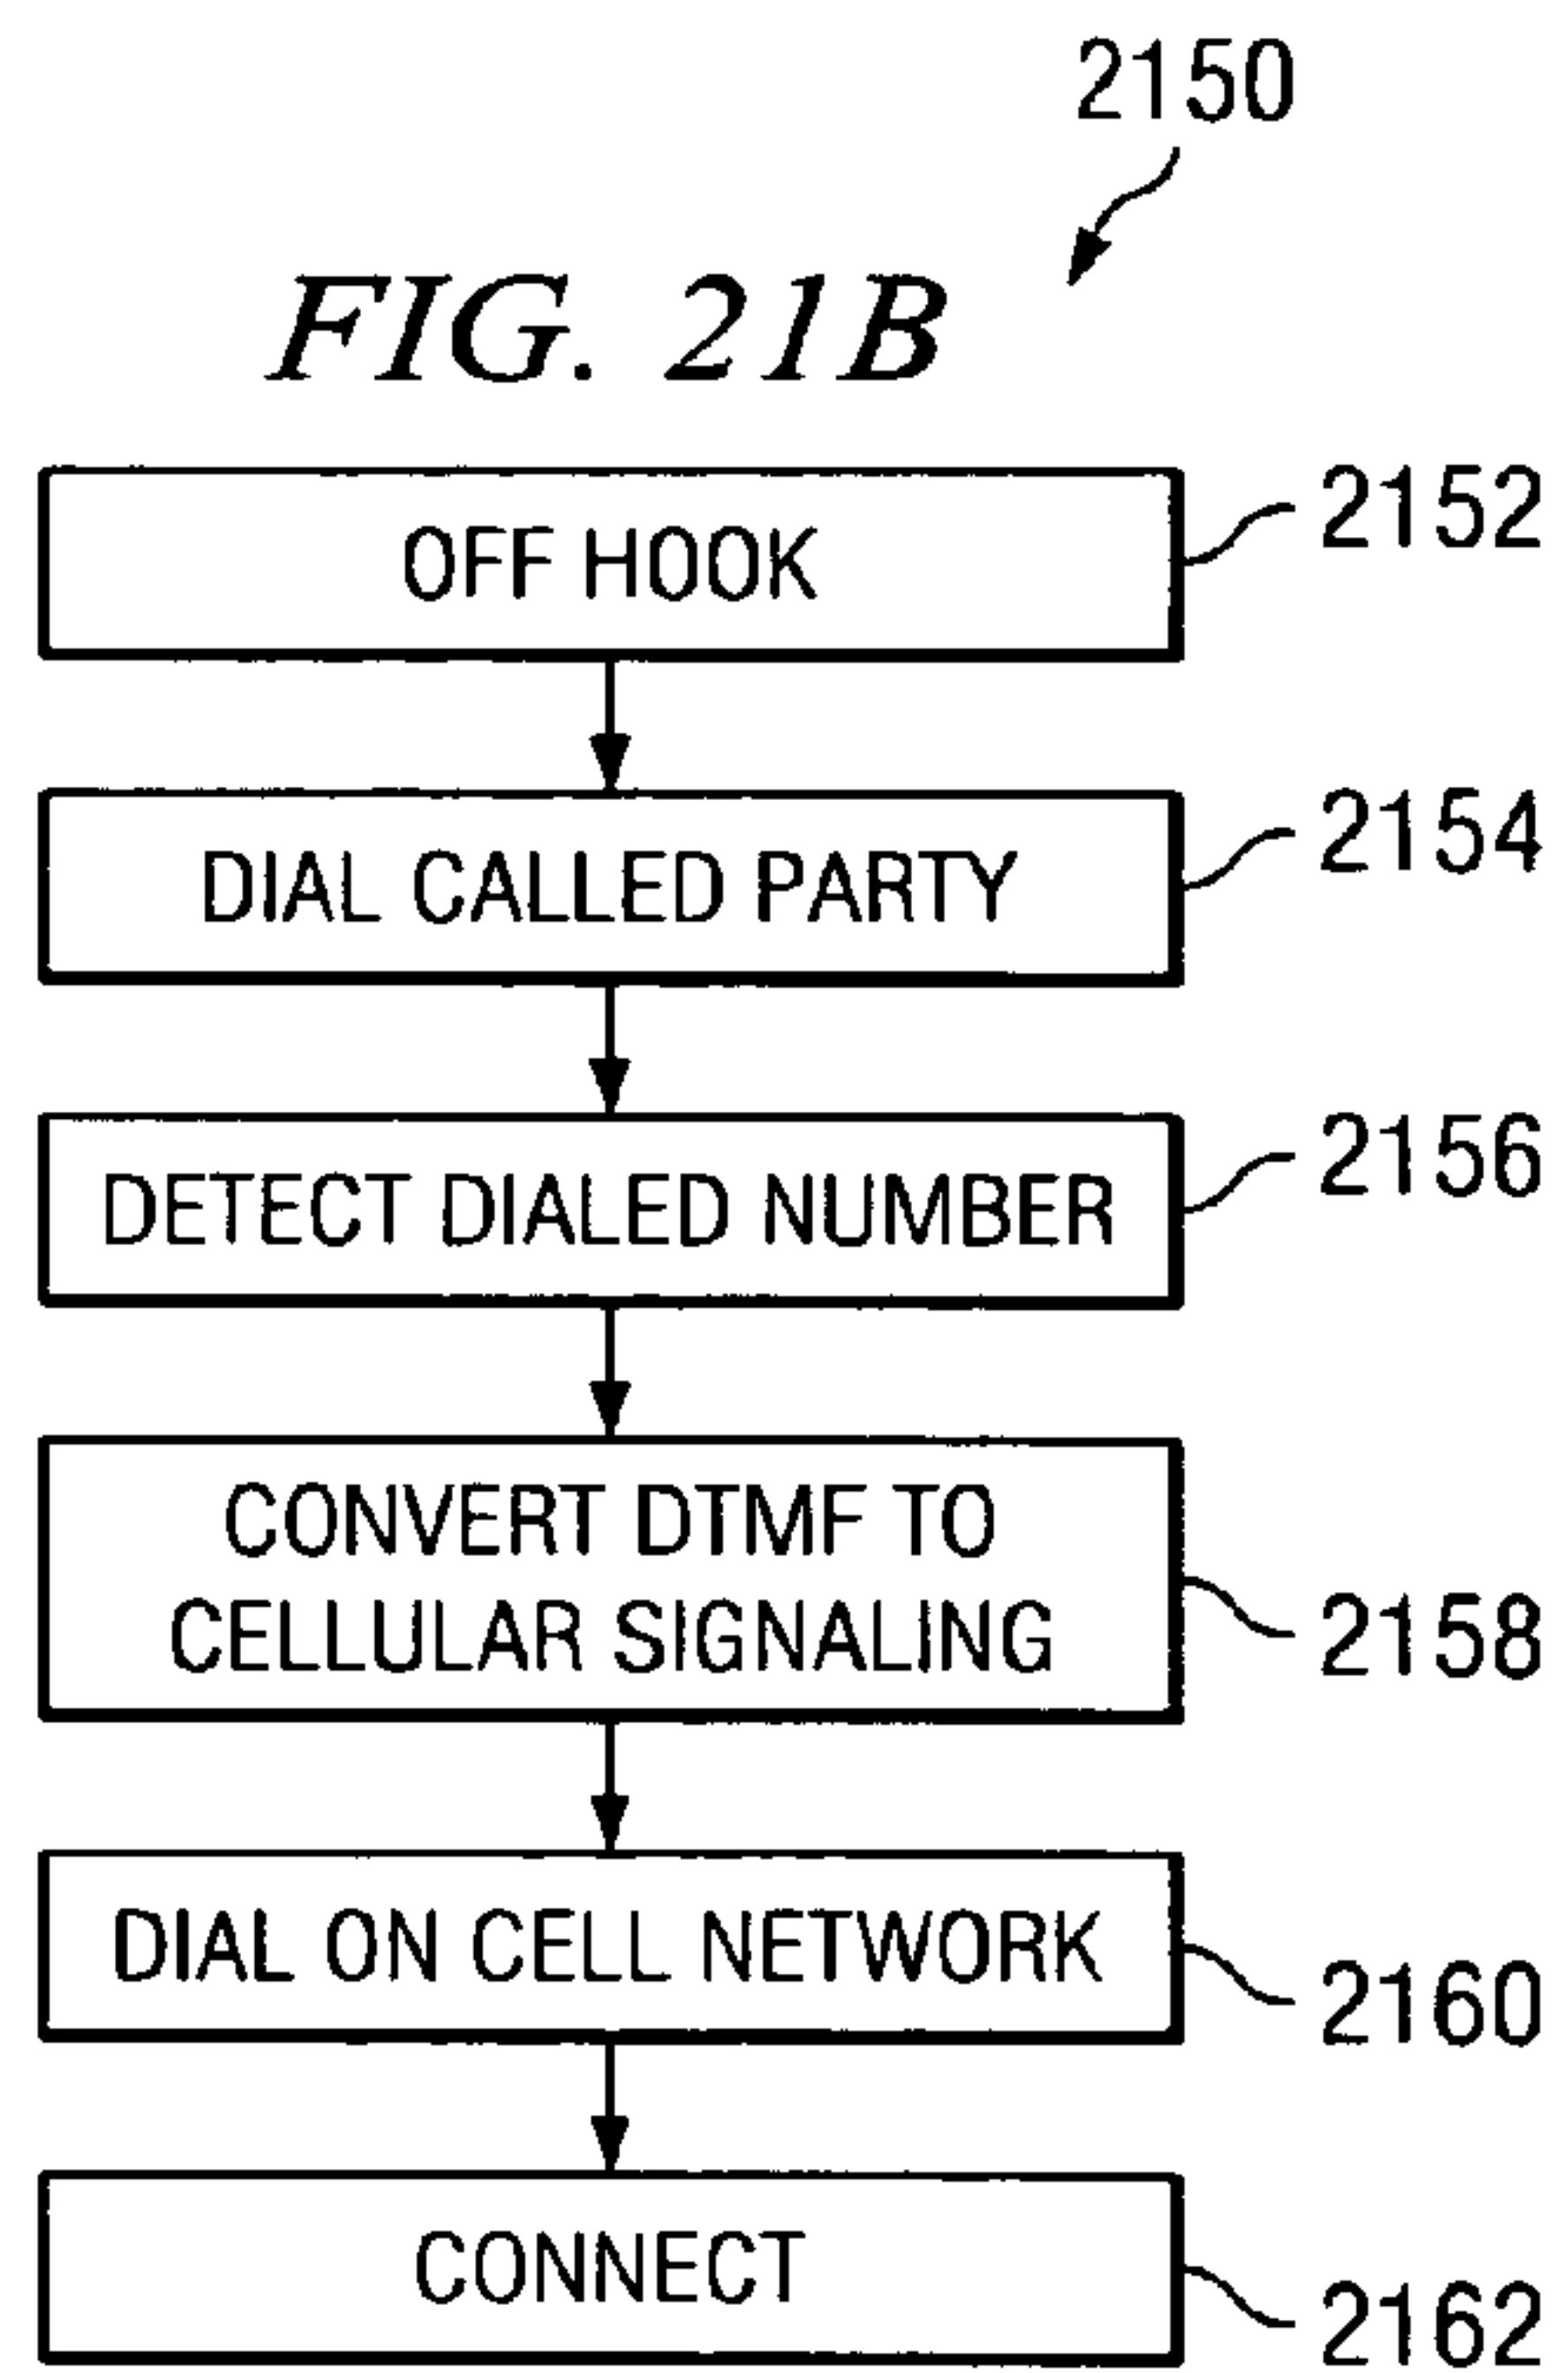 2150
FIG. 21B
OFF HOOK
2152
DIAL CALLED PARTY
2154
DETECT DIALED NUMBER
2156
CONVERT DTMF TO
CELLULAR SIGNALING
2158
DIAL ON CELL NETWORK
2160
CONNECT
2162